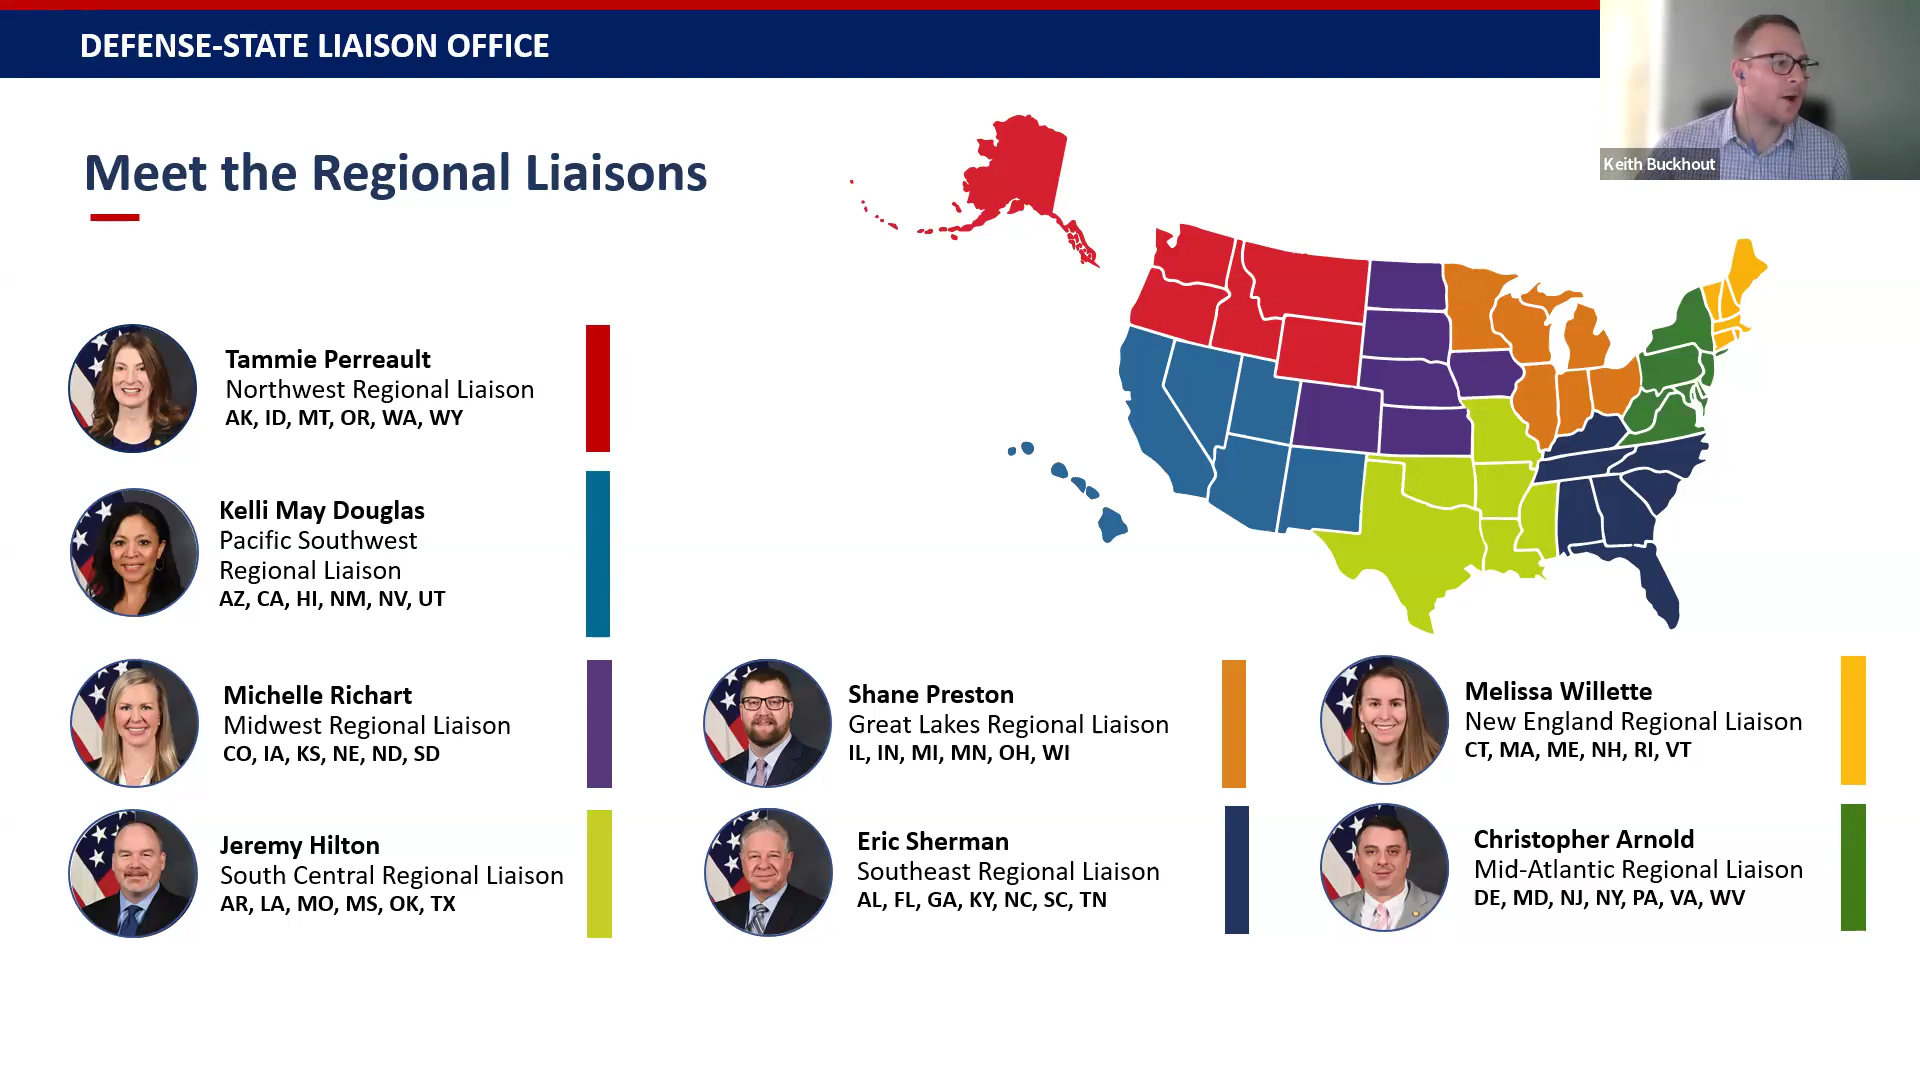 DEFENSE-STATE LIAISON OFFICE
Keith Buckhout
Meet the Regional Liaisons
Tammie Perreault
Northwest Regional Liaison
AK, ID, MT, OR, WA, WY
Kelli May Douglas
Pacific Southwest
Regional Liaison
AZ, CA, HI, NM, NV, UT
Michelle Richart
Midwest Regional Liaison
CO, IA, KS, NE, ND, SD
Jeremy Hilton
South Central Regional Liaison
AR, LA, MO, MS, OK, TX
Shane Preston
Great Lakes Regional Liaison
IL, IN, MI, MN, OH, WI
Eric Sherman
Southeast Regional Liaison
AL, FL, GA, KY, NC, SC, TN
Melissa Willette
New England Regional Liaison
CT, MA, ME, NH, RI, VT
Christopher Arnold
Mid-Atlantic Regional Liaison
DE, MD, NJ, NY, PA, VA, WV